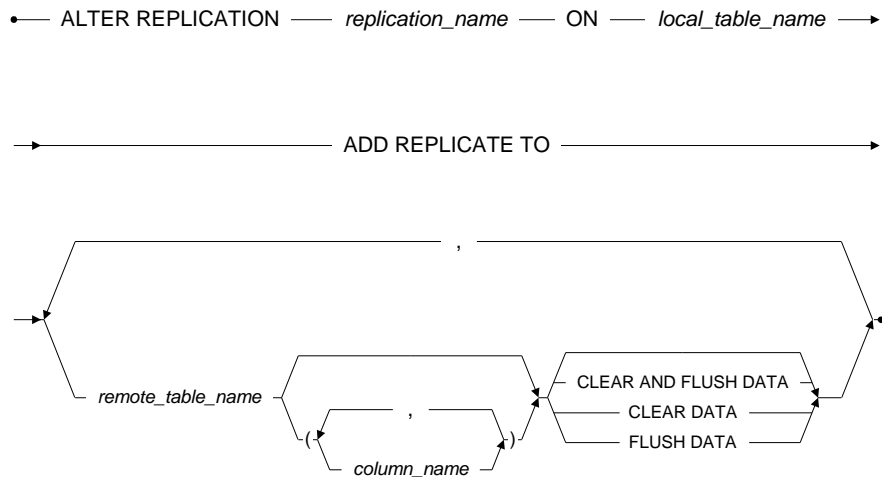 ALTER REPLICATION replication_name ON local_table_name
ADD REPLICATE TO
,
CLEAR AND FLUSH DATA
remote_table_name , CLEAR DATA
( ) FLUSH DATA
column_name